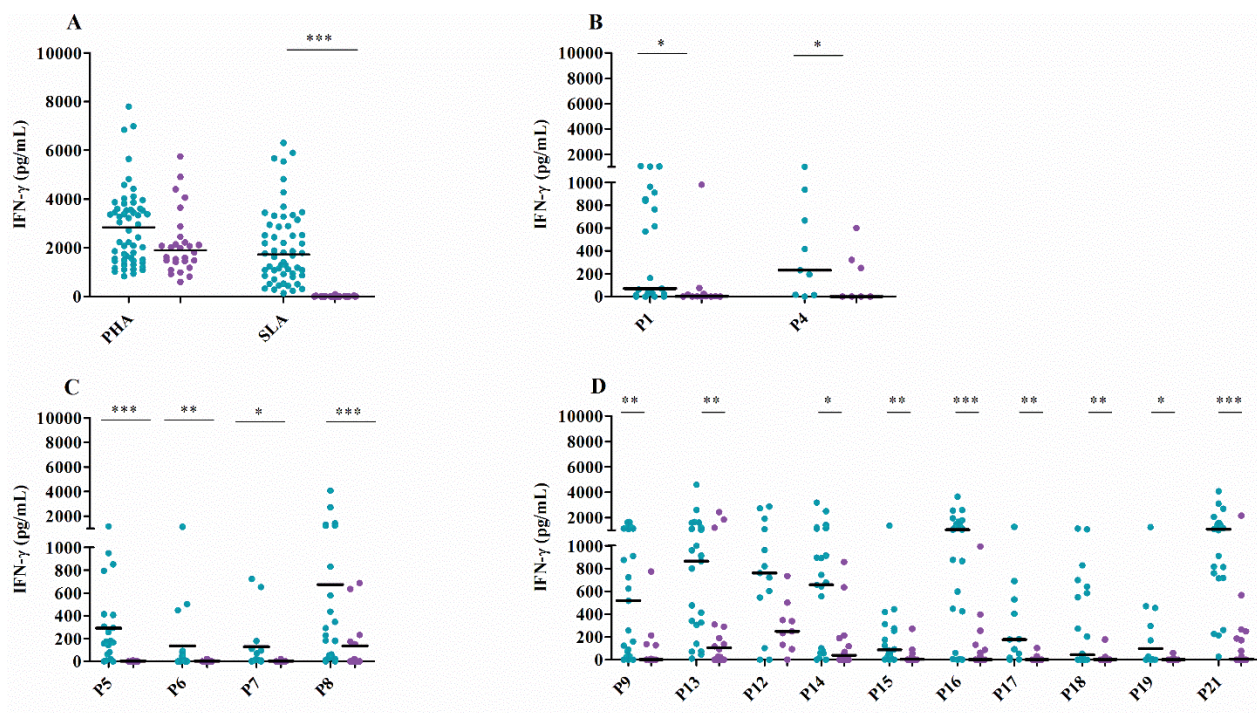 A
***
10000
8000
6000
4000
2000
0
IFN-γ (pg/mL)
PHA
SLA
B
*
*
10000
8000
6000
4000
2000
1000
800
600
400
200
0
IFN-γ (pg/mL)
P1
P4
C
***
**
*
***
10000
8000
6000
4000
2000
1000
800
600
400
200
0
IFN-γ (pg/mL)
P5
P6
P7
P8
D
**
**
*
**
***
**
**
*
***
10000
8000
6000
4000
2000
1000
800
600
400
200
0
IFN-γ (pg/mL)
P9
P13
P12
P14
P15
P16
P17
P18
P19
P21